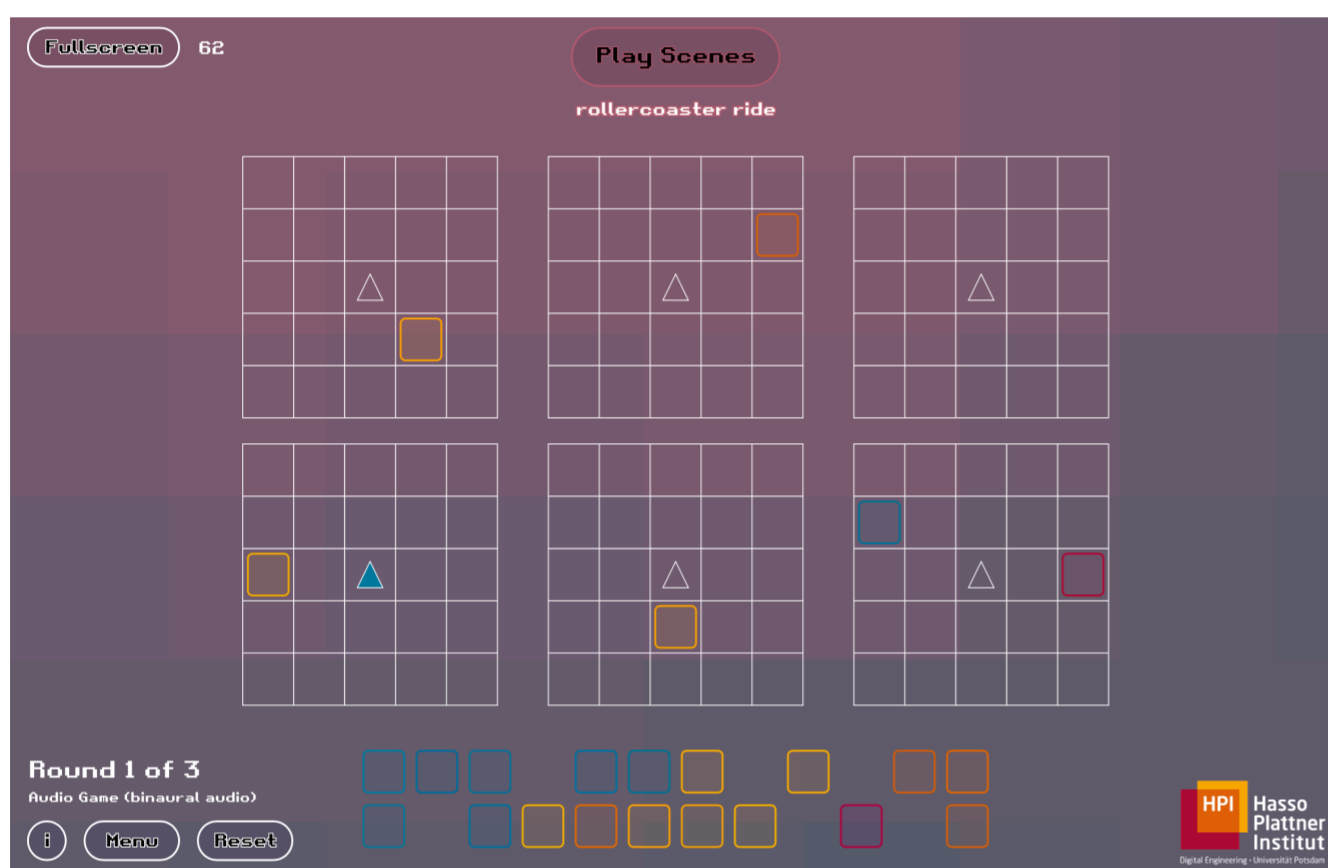 Fullscreen 62
Play Scenes
rollercoaster ride
Round 1 of 3
Audio Game (binaural audio)
i Menu Reset
HPI Hasso
Plattner
Institut
Digital Engineering · Universität Potsdam